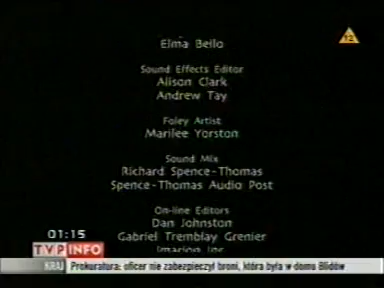 12
Elma Bello
Sound Effects Editor
Alison Clark
Andrew Tay
Foley Artist
Marilee Yorston
Sound Mix
Richard Spence-Thomas
Spence-Thomas Audio Post
On-line Editors
Dan Johnston
Gabriel Tremblay Grenier
Imarion Inc.
01:15
TVP INFO
KRAJ Prokuratura: oficer nie zabezpieczył broni, która była w domu Blidów